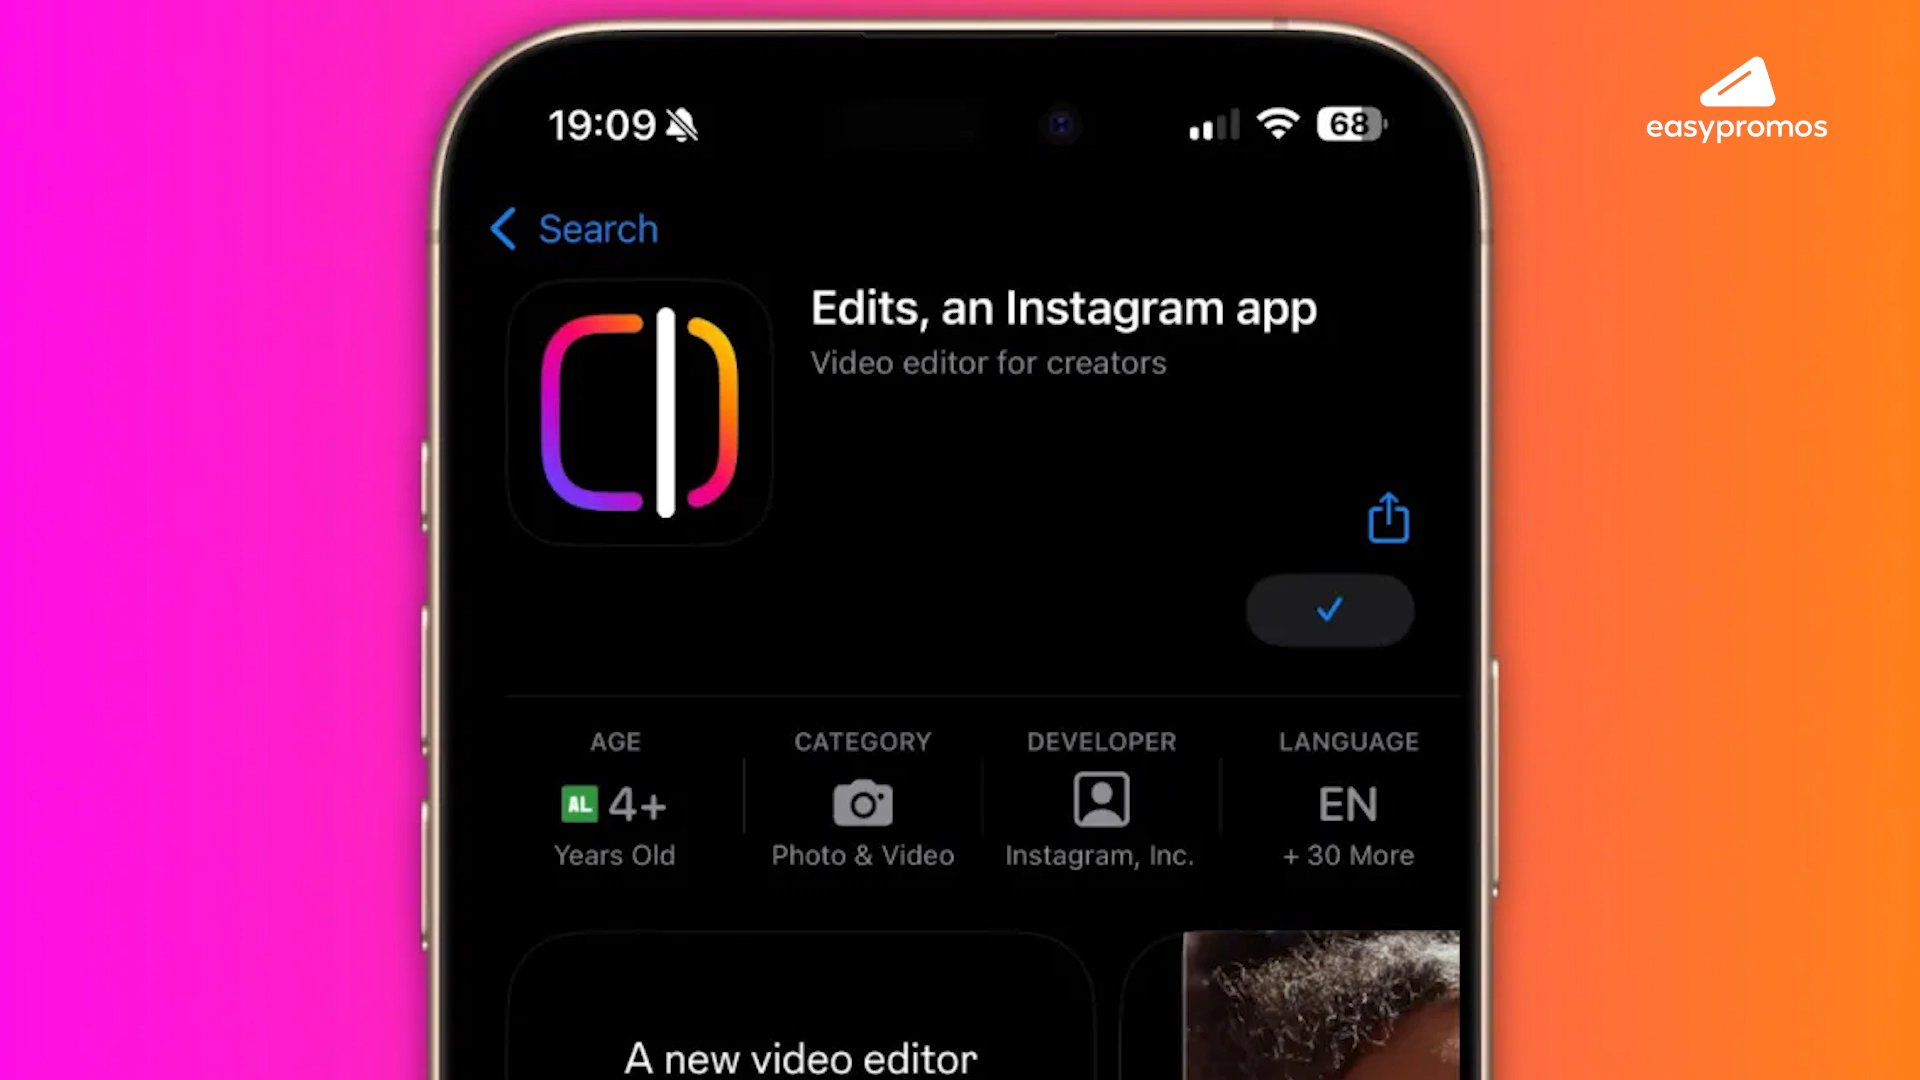 19:09
68
easypromos
Search
Edits, an Instagram app
Video editor for creators
AGE
CATEGORY
DEVELOPER
LANGUAGE
AL 4+
EN
Years Old
Photo & Video
Instagram, Inc.
+ 30 More
A new video editor